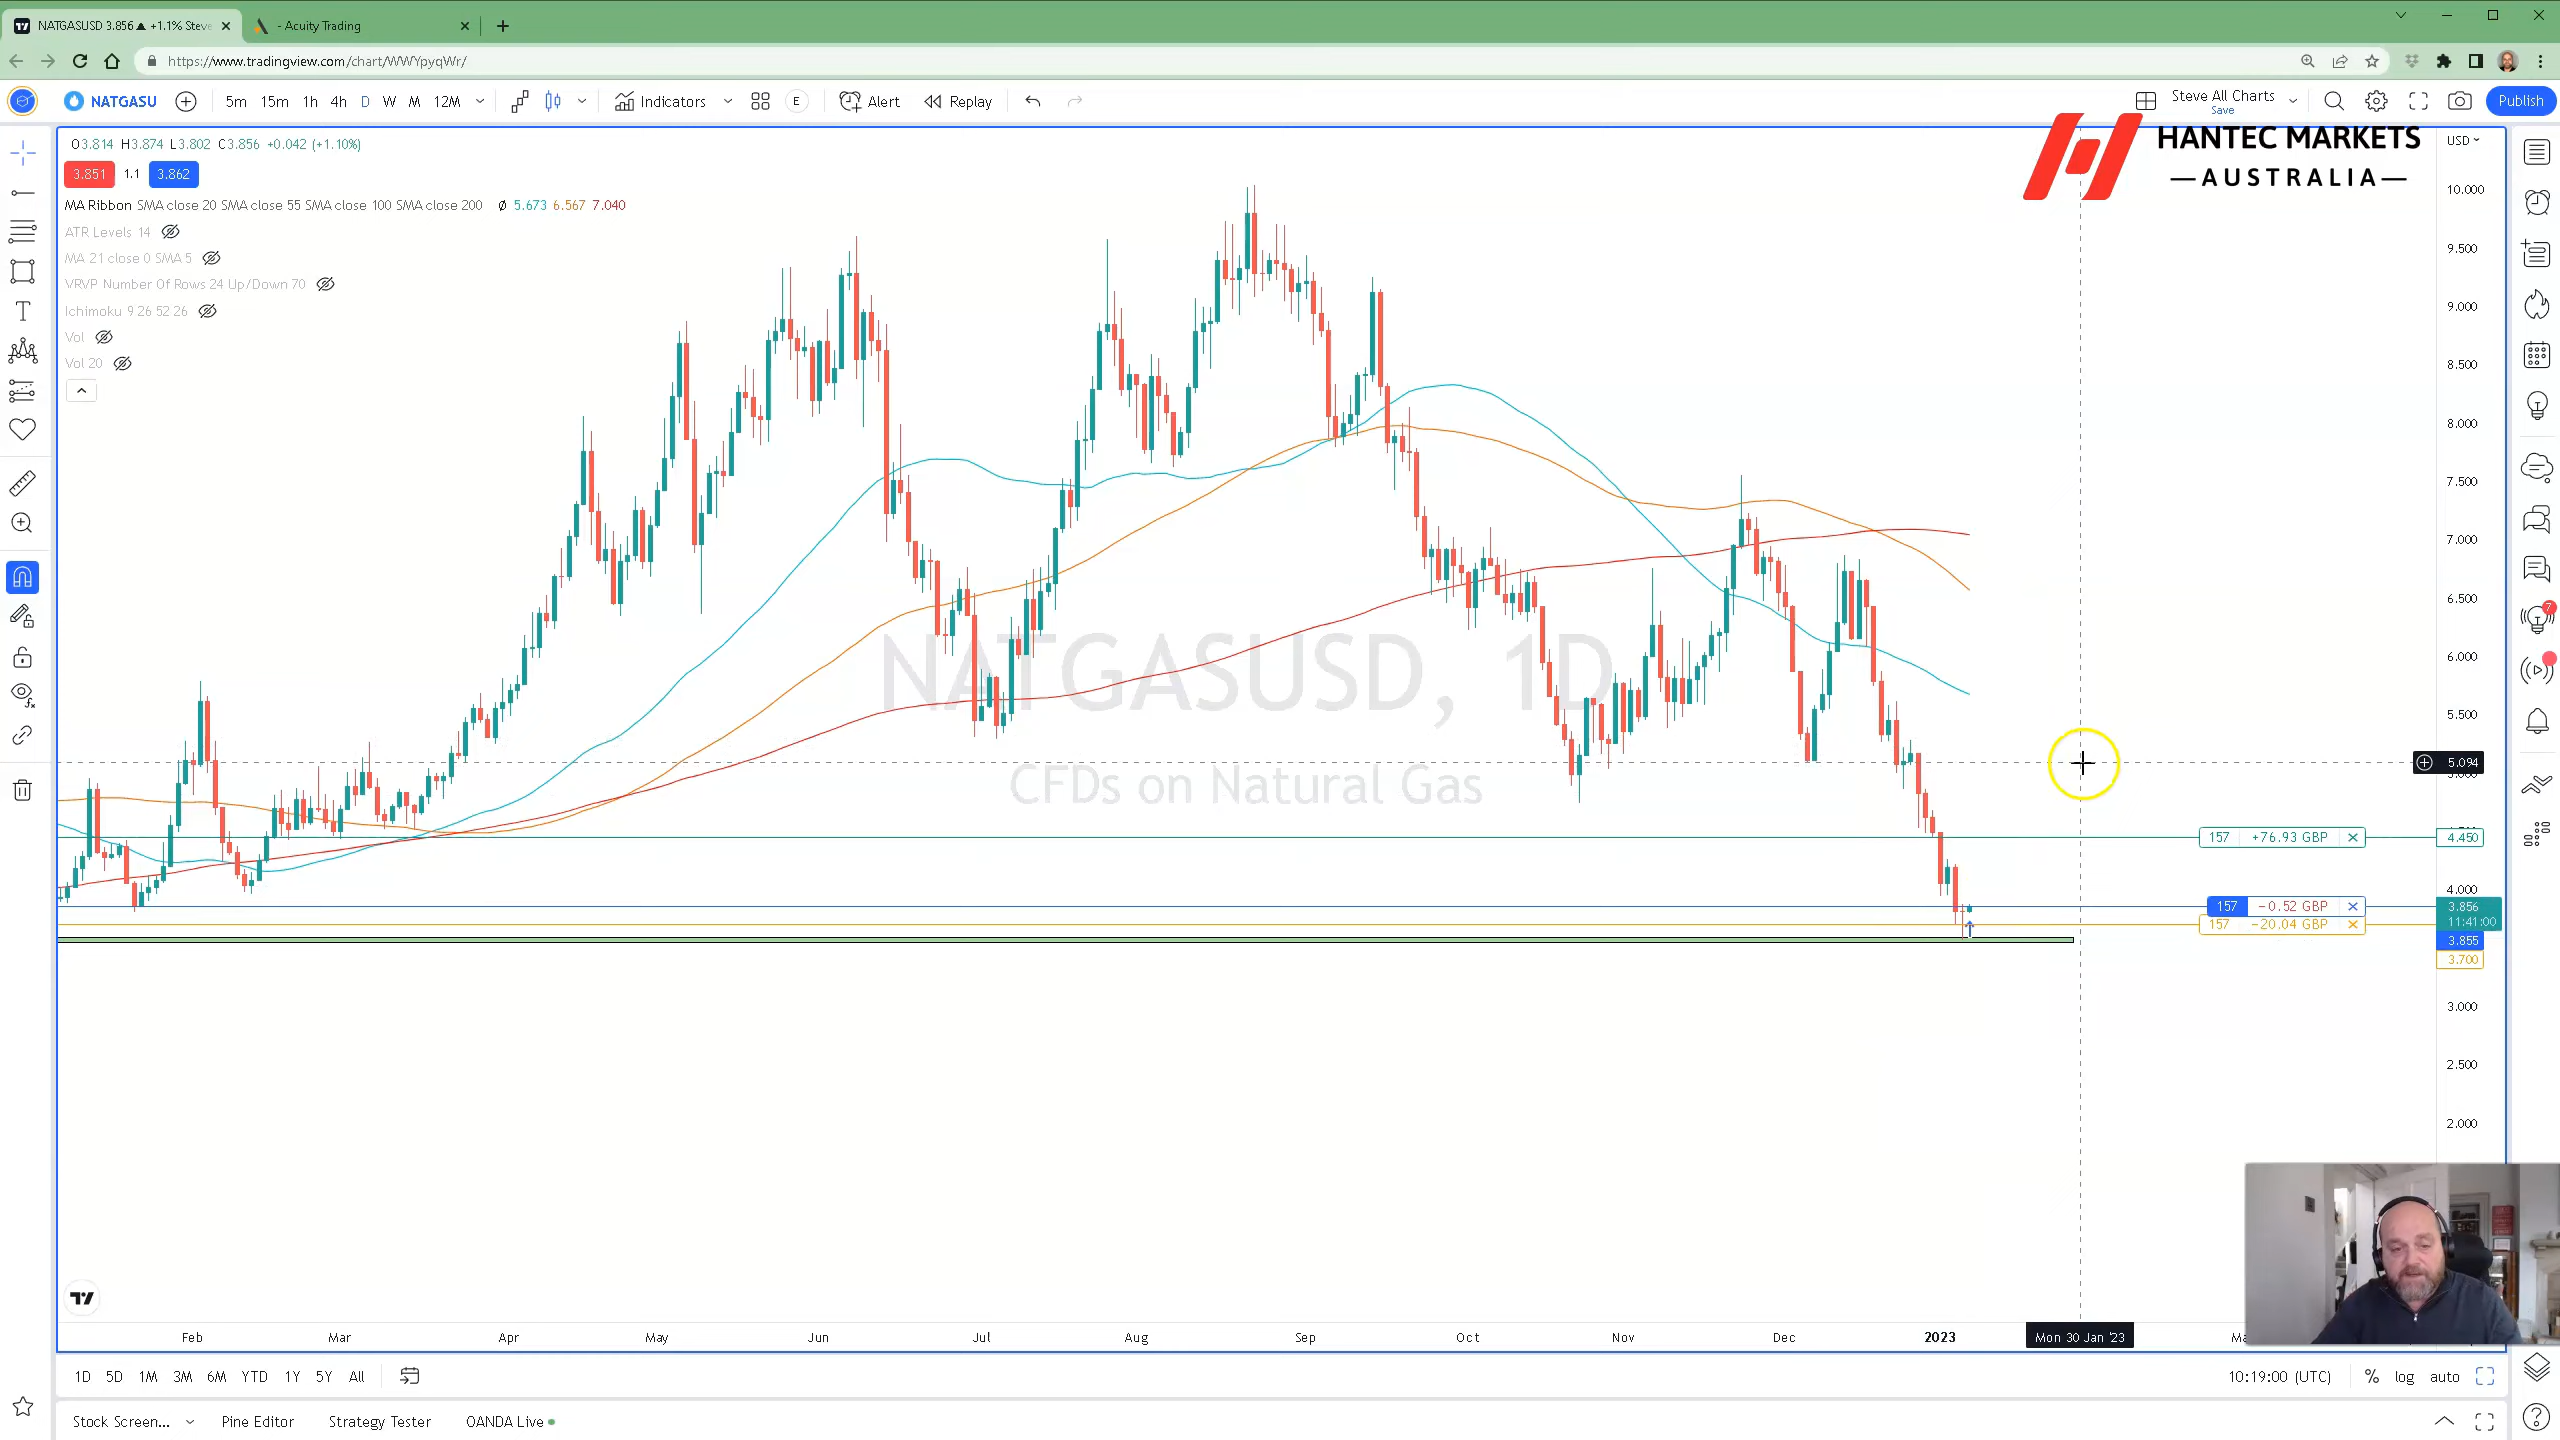 NATGASUSD 3.856 ▲ +1.1% Steve
- Acuity Trading
https://www.tradingview.com/chart/WWYpyqWr/
NATGASU
5m 15m 1h 4h D W M 12M
Indicators
E
Alert
Replay
Steve All Charts
Save
Publish
HANTEC MARKETS
—AUSTRALIA—
O3.814 H3.874 L3.802 C3.856 +0.042 (+1.10%)
USD
3.851 1.1 3.862
MA Ribbon SMA close 20 SMA close 55 SMA close 100 SMA close 200 Ø 5.673 6.567 7.040
ATR Levels 14
MA 21 close 0 SMA 5
VRVP Number Of Rows 24 Up/Down 70
Ichimoku 9 26 52 26
Vol
Vol 20
10.000
9.500
9.000
8.500
8.000
7.500
7.000
6.500
6.000
5.500
5.094
NATGASUSD, 1D
CFDs on Natural Gas
157 +76.93 GBP 4.450
4.000
157 −0.52 GBP 3.856
11:41:00
157 −20.04 GBP
3.855
3.700
3.000
2.500
2.000
7
Feb Mar Apr May Jun Jul Aug Sep Oct Nov Dec 2023 Mon 30 Jan '23
1D 5D 1M 3M 6M YTD 1Y 5Y All
10:19:00 (UTC) % log auto
Stock Screen... Pine Editor Strategy Tester OANDA Live